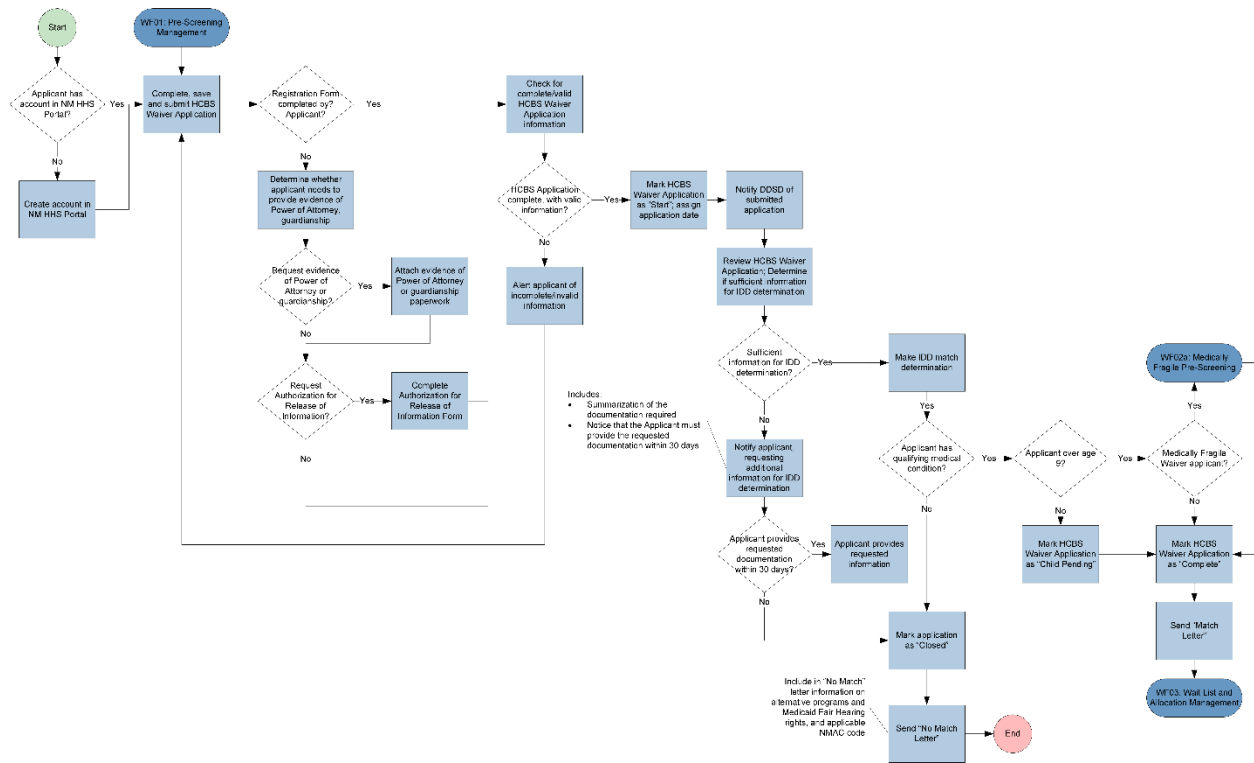 Start
WF01: Pre-Screening
Management
Applicant has
account in NM HHS
Portal?
Yes
No
Create account in
NM HHS Portal
Complete, save
and submit HCBS
Waiver Application
Registration Form
completed by?
Applicant?
Yes
No
Determine whether
applicant needs to
provide evidence of
Power of Attorney,
guardianship
Request evidence
of Power of
Attorney or
guardianship?
Yes
No
Attach evidence of
Power of Attorney
or guardianship
paperwork
Request
Authorization for
Release of
Information?
Yes
No
Complete
Authorization for
Release of
Information Form
Check for
complete/valid
HCBS Waiver
Application
information
HCBS Application
complete, with valid
information?
Yes
No
Alert applicant of
incomplete/invalid
information
Mark HCBS
Waiver Application
as "Start"; assign
application date
Notify DDSD of
submitted
application
Review HCBS Waiver
Application; Determine
if sufficient information
for IDD determination
Sufficient
information for IDD
determination?
Yes
No
Includes:
• Summarization of the
documentation required
• Notice that the Applicant must
provide the requested
documentation within 30 days
Notify applicant,
requesting
additional
information for IDD
determination
Applicant provides
requested
documentation
within 30 days?
Yes
No
Applicant provides
requested
information
Make IDD match
determination
Yes
Applicant has
qualifying medical
condition?
Yes
No
Applicant over age
9?
Yes
No
Medically Fragila
Waiver applicant?
Yes
No
WF02a: Medically
Fragile Pre-Screening
Mark HCBS
Waiver Application
as "Child Pending"
Mark HCBS
Waiver Application
as "Complete"
Send "Match
Letter"
WF03. Wait List and
Allocation Management
Mark application
as "Closed"
Include in "No Match"
letter information on
alternative programs and
Medicaid Fair Hearing
rights, and applicable
NMAC code
Send "No Match
Letter"
End